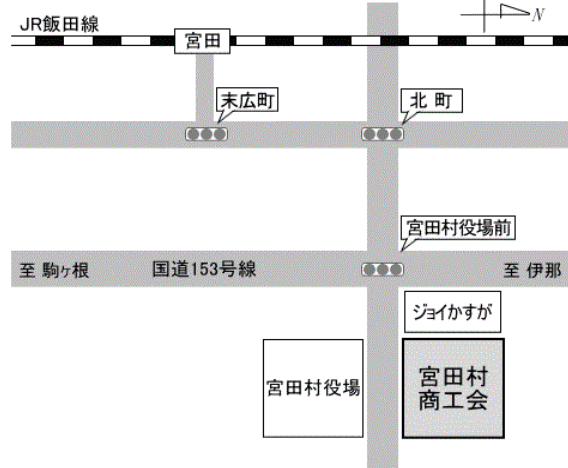 JR飯田線
宮田
N
末広町
北町
宮田村役場前
至 駒ヶ根
国道153号線
至 伊那
ジョイかすが
宮田村役場
宮田村
商工会